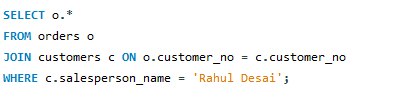 SELECT o.*
FROM orders o
JOIN customers c ON o.customer_no = c.customer_no
WHERE c.salesperson_name = 'Rahul Desai';